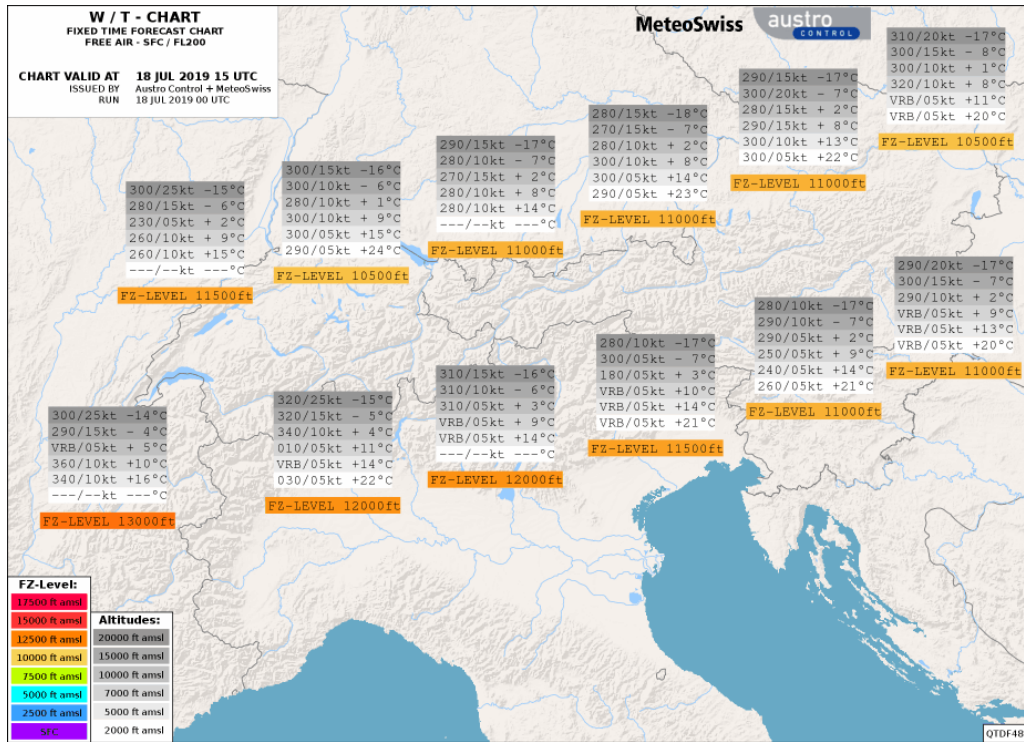 W / T - CHART
FIXED TIME FORECAST CHART
FREE AIR - SFC / FL200
CHART VALID AT 18 JUL 2019 15 UTC
ISSUED BY Austro Control + MeteoSwiss
RUN 18 JUL 2019 00 UTC
MeteoSwiss
austro
CONTROL
310/20kt -17°C
300/15kt - 8°C
300/10kt + 1°C
320/10kt + 8°C
VRB/05kt +11°C
VRB/05kt +20°C
FZ-LEVEL 10500ft
290/15kt -17°C
300/20kt - 7°C
280/15kt + 2°C
290/15kt + 8°C
300/10kt +13°C
300/05kt +22°C
FZ-LEVEL 11000ft
280/15kt -18°C
270/15kt - 7°C
280/10kt + 2°C
300/10kt + 8°C
300/05kt +14°C
290/05kt +23°C
FZ-LEVEL 11000ft
290/15kt -17°C
280/10kt - 7°C
270/15kt + 2°C
280/10kt + 8°C
280/10kt +14°C
---/--kt ---°C
FZ-LEVEL 11000ft
300/15kt -16°C
300/10kt - 6°C
280/10kt + 1°C
300/10kt + 9°C
300/05kt +15°C
290/05kt +24°C
FZ-LEVEL 10500ft
300/25kt -15°C
280/15kt - 6°C
230/05kt + 2°C
260/10kt + 9°C
260/10kt +15°C
---/--kt ---°C
FZ-LEVEL 11500ft
290/20kt -17°C
300/15kt - 7°C
290/10kt + 2°C
VRB/05kt + 9°C
VRB/05kt +13°C
VRB/05kt +20°C
FZ-LEVEL 11000ft
280/10kt -17°C
290/10kt - 7°C
290/05kt + 2°C
250/05kt + 9°C
240/05kt +14°C
260/05kt +21°C
FZ-LEVEL 11000ft
280/10kt -17°C
300/05kt - 7°C
180/05kt + 3°C
VRB/05kt +10°C
VRB/05kt +14°C
VRB/05kt +21°C
FZ-LEVEL 11500ft
310/15kt -16°C
310/10kt - 6°C
310/05kt + 3°C
VRB/05kt + 9°C
VRB/05kt +14°C
---/--kt ---°C
FZ-LEVEL 12000ft
320/25kt -15°C
320/15kt - 5°C
340/10kt + 4°C
010/05kt +11°C
VRB/05kt +14°C
030/05kt +22°C
FZ-LEVEL 12000ft
300/25kt -14°C
290/15kt - 4°C
VRB/05kt + 5°C
360/10kt +10°C
340/10kt +16°C
---/--kt ---°C
FZ-LEVEL 13000ft
FZ-Level:
17500 ft amsl
15000 ft amsl
12500 ft amsl
10000 ft amsl
7500 ft amsl
5000 ft amsl
2500 ft amsl
SFC
Altitudes:
20000 ft amsl
15000 ft amsl
10000 ft amsl
7000 ft amsl
5000 ft amsl
2000 ft amsl
QTDF48